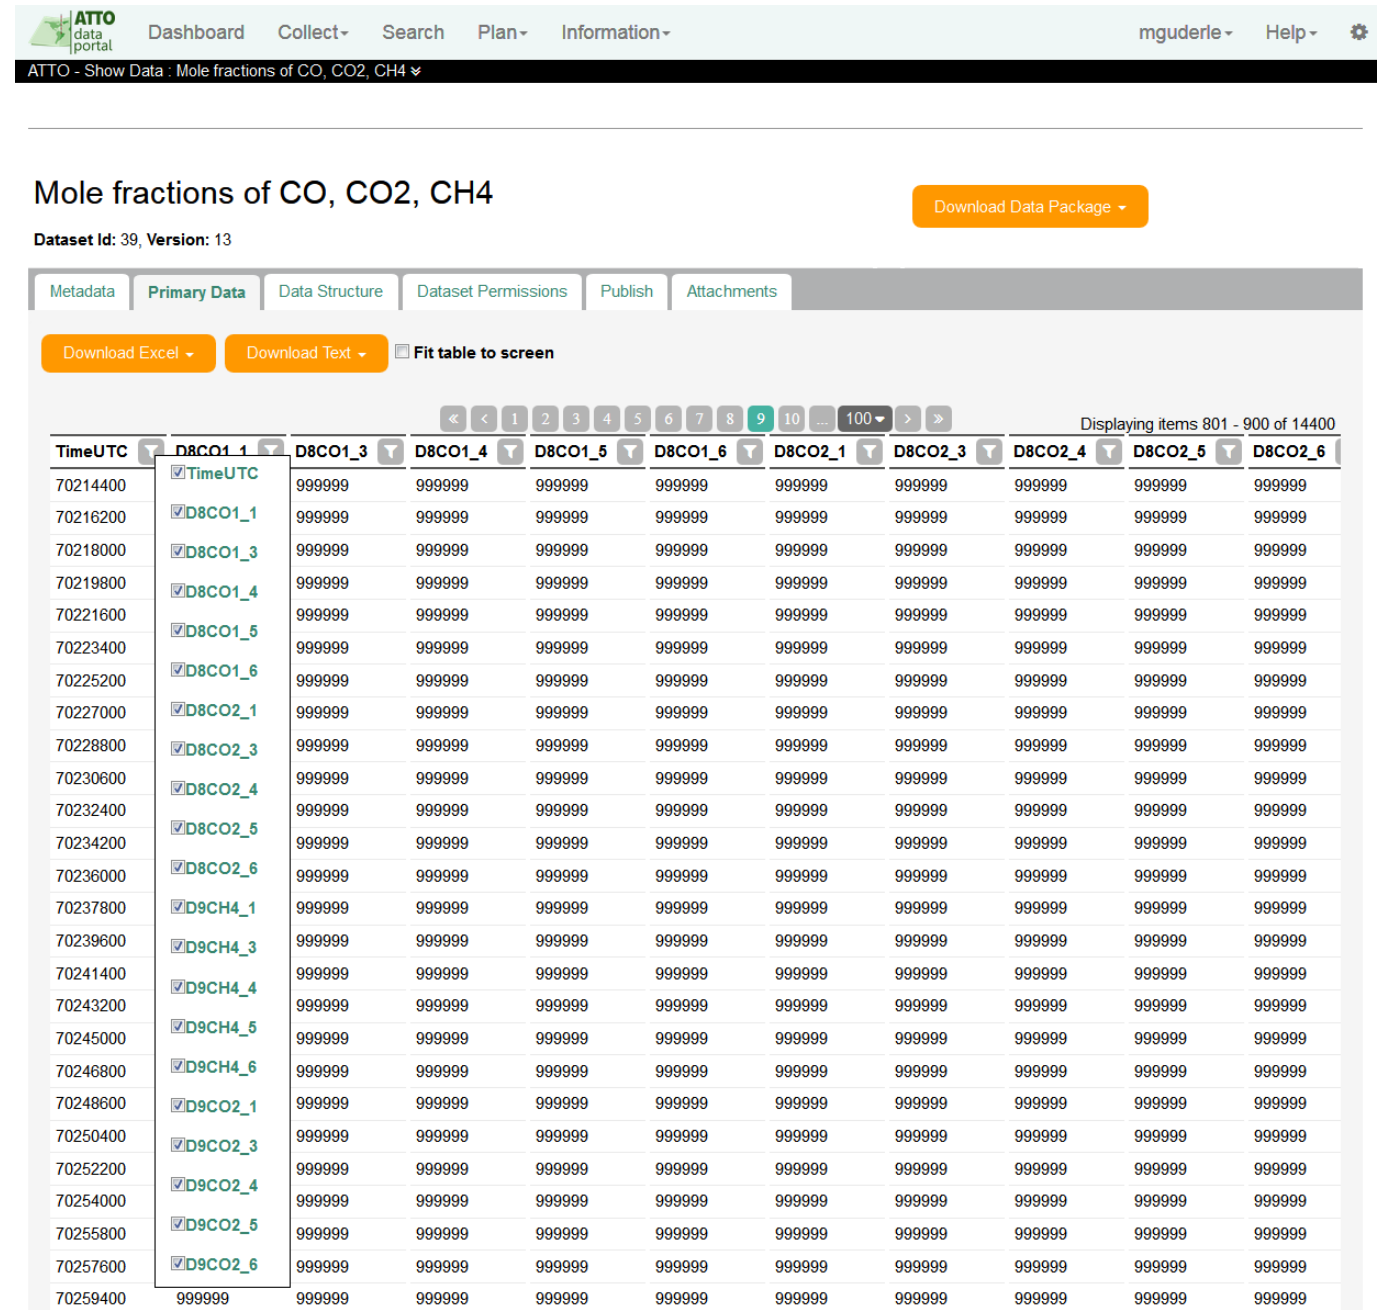 ATTO
data
portal
Dashboard Collect Search Plan Information mguderle Help
ATTO - Show Data : Mole fractions of CO, CO2, CH4
Mole fractions of CO, CO2, CH4
Download Data Package
Dataset Id: 39, Version: 13
Metadata Primary Data Data Structure Dataset Permissions Publish Attachments
Download Excel Download Text Fit table to screen
« < 1 2 3 4 5 6 7 8 9 10 ... 100 > »
Displaying items 801 - 900 of 14400
TimeUTC D8CO1_1 D8CO1_3 D8CO1_4 D8CO1_5 D8CO1_6 D8CO2_1 D8CO2_3 D8CO2_4 D8CO2_5 D8CO2_6
TimeUTC
D8CO1_1
D8CO1_3
D8CO1_4
D8CO1_5
D8CO1_6
D8CO2_1
D8CO2_3
D8CO2_4
D8CO2_5
D8CO2_6
D9CH4_1
D9CH4_3
D9CH4_4
D9CH4_5
D9CH4_6
D9CO2_1
D9CO2_3
D9CO2_4
D9CO2_5
D9CO2_6
70214400 999999 999999 999999 999999 999999 999999 999999 999999 999999
70216200 999999 999999 999999 999999 999999 999999 999999 999999 999999
70218000 999999 999999 999999 999999 999999 999999 999999 999999 999999
70219800 999999 999999 999999 999999 999999 999999 999999 999999 999999
70221600 999999 999999 999999 999999 999999 999999 999999 999999 999999
70223400 999999 999999 999999 999999 999999 999999 999999 999999 999999
70225200 999999 999999 999999 999999 999999 999999 999999 999999 999999
70227000 999999 999999 999999 999999 999999 999999 999999 999999 999999
70228800 999999 999999 999999 999999 999999 999999 999999 999999 999999
70230600 999999 999999 999999 999999 999999 999999 999999 999999 999999
70232400 999999 999999 999999 999999 999999 999999 999999 999999 999999
70234200 999999 999999 999999 999999 999999 999999 999999 999999 999999
70236000 999999 999999 999999 999999 999999 999999 999999 999999 999999
70237800 999999 999999 999999 999999 999999 999999 999999 999999 999999
70239600 999999 999999 999999 999999 999999 999999 999999 999999 999999
70241400 999999 999999 999999 999999 999999 999999 999999 999999 999999
70243200 999999 999999 999999 999999 999999 999999 999999 999999 999999
70245000 999999 999999 999999 999999 999999 999999 999999 999999 999999
70246800 999999 999999 999999 999999 999999 999999 999999 999999 999999
70248600 999999 999999 999999 999999 999999 999999 999999 999999 999999
70250400 999999 999999 999999 999999 999999 999999 999999 999999 999999
70252200 999999 999999 999999 999999 999999 999999 999999 999999 999999
70254000 999999 999999 999999 999999 999999 999999 999999 999999 999999
70255800 999999 999999 999999 999999 999999 999999 999999 999999 999999
70257600 999999 999999 999999 999999 999999 999999 999999 999999 999999
70259400 999999 999999 999999 999999 999999 999999 999999 999999 999999 999999